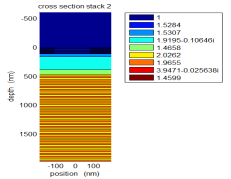 cross section stack 2
-500
0
500
1000
1500
depth (nm)
-100 0 100
position (nm)
1
1.5284
1.5307
1.9195-0.10646i
1.4658
2.0262
1.9655
3.9471-0.025638i
1.4599